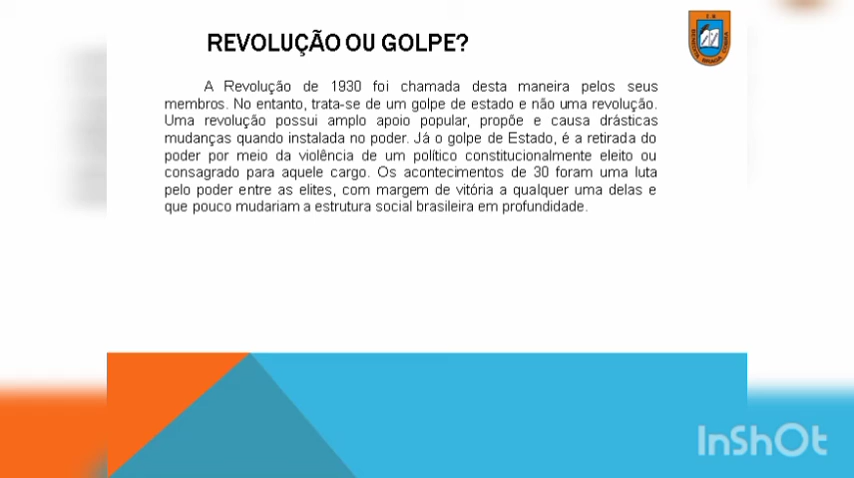 REVOLUÇÃO OU GOLPE?
A Revolução de 1930 foi chamada desta maneira pelos seus
membros. No entanto, trata-se de um golpe de estado e não uma revolução.
Uma revolução possui amplo apoio popular, propõe e causa drásticas
mudanças quando instalada no poder. Já o golpe de Estado, é a retirada do
poder por meio da violência de um político constitucionalmente eleito ou
consagrado para aquele cargo. Os acontecimentos de 30 foram uma luta
pelo poder entre as elites, com margem de vitória a qualquer uma delas e
que pouco mudariam a estrutura social brasileira em profundidade.
InShOt